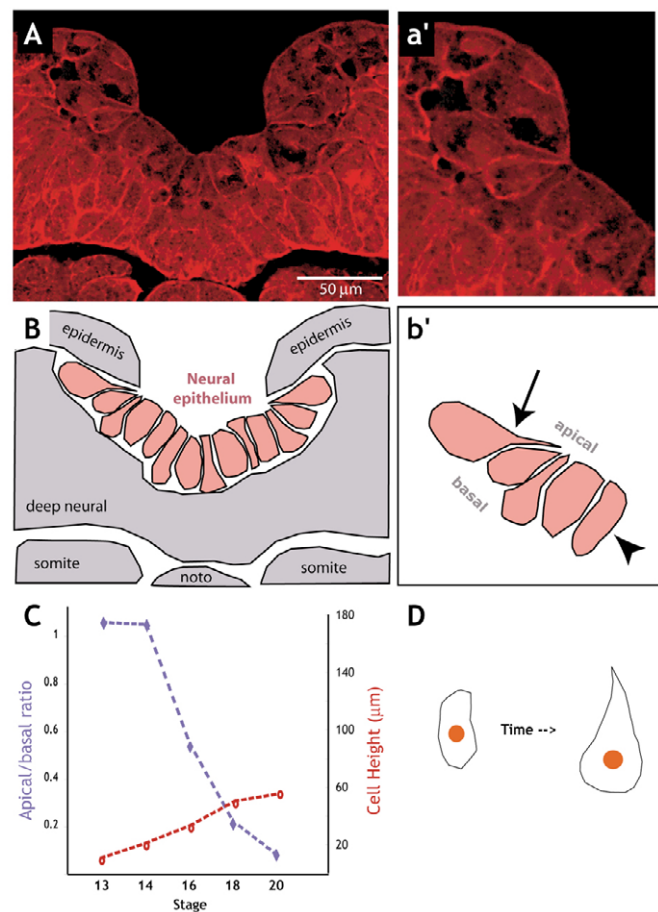 A
a'
50 µm
B
epidermis
epidermis
Neural
epithelium
deep neural
somite
noto
somite
b'
apical
basal
C
Apical/basal ratio
1
0.8
0.6
0.4
0.2
180
140
100
60
20
Cell Height (µm)
13 14 16 18 20
Stage
D
Time -->